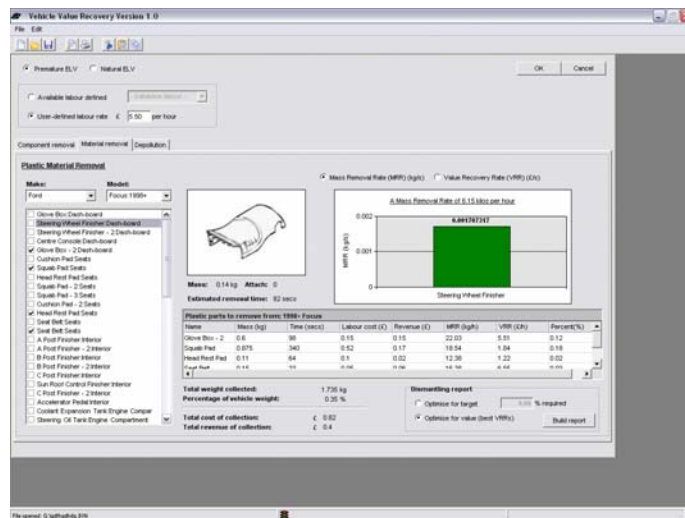 Vehicle Value Recovery Version 1.0
File Edit
Premature ELV Natural ELV
OK Cancel
Available labour defined
User-defined labour rate £ 5.50 per hour
Component removal Material removal Depollution
Plastic Material Removal
Mass Removal Rate (MRR) (kg/s) Value Recovery Rate (VRR) (£/s)
Make: Model:
Ford Focus 1998+
Glove Box Dash-board
Steering Wheel Finisher Dash-board
Steering Wheel Finisher - 2 Dash-board
Centre Console Dash-board
Glove Box - 2 Dash-board
Cushion Pad Seats
Squab Pad Seats
Head Rest Pad Seats
Squab Pad - 2 Seats
Squab Pad - 3 Seats
Cushion Pad - 2 Seats
Head Rest Pad Seats
Seat Belt Seats
Seat Belt Seats
A Post Finisher Interior
A Post Finisher - 2 Interior
B Post Finisher Interior
B Post Finisher - 2 Interior
C Post Finisher Interior
Sun Roof Control Finisher Interior
C Post Finisher - 2 Interior
Accelerator Pedal Interior
Coolant Expansion Tank Engine Compar
Steering Oil Tank Engine Compartment
Mass: 0.14 kg Attach: 0
Estimated removal time: 82 secs
A Mass Removal Rate of 6.15 kilos per hour
0.001707317
0.002
0.001
0
MRR (kg/s)
Steering Wheel Finisher
Plastic parts to remove from: 1998+ Focus
Name Mass (kg) Time (secs) Labour cost (£) Revenue (£) MRR (kg/h) VRR (£/h) Percent(%)
Glove Box - 2 0.6 98 0.15 0.15 22.03 5.51 0.12
Squab Pad 0.875 340 0.52 0.17 18.54 1.84 0.18
Head Rest Pad 0.11 64 0.1 0.02 12.38 1.22 0.02
Total weight collected: 1.735 kg
Percentage of vehicle weight: 0.35 %
Total cost of collection: £ 0.82
Total revenue of collection: £ 0.4
Dismantling report
Optimise for target % required
Optimise for value (best VRRs)
Build report